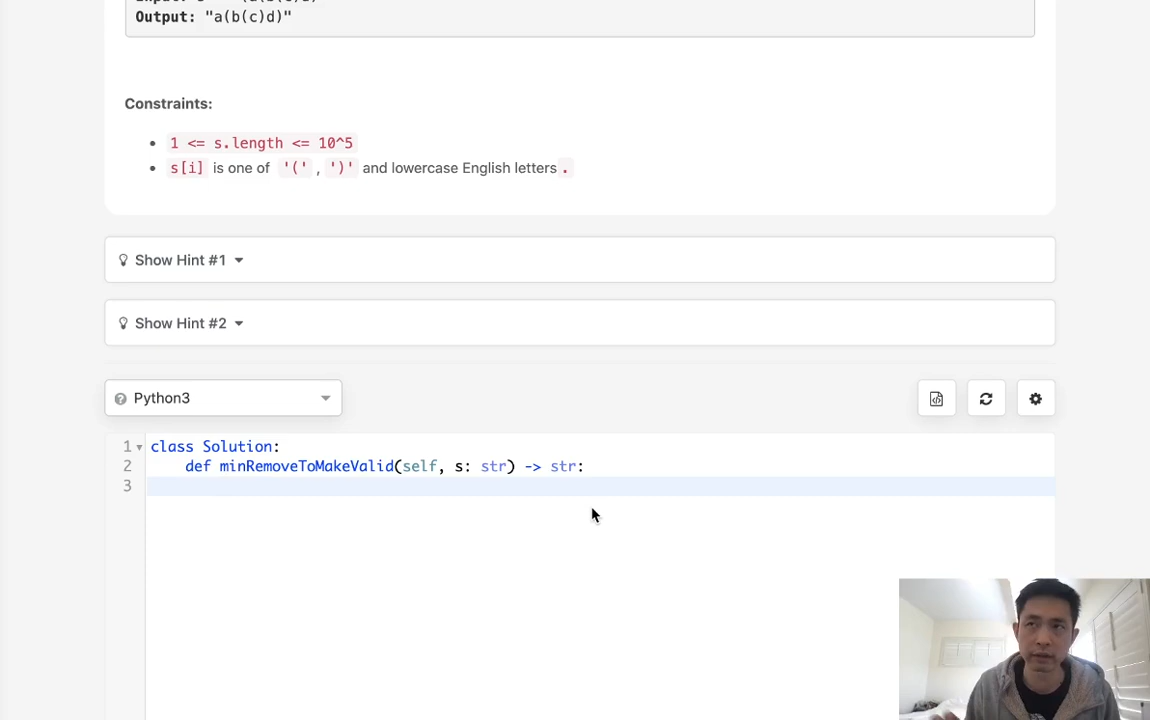 Output: "a(b(c)d)"
Constraints:
1 <= s.length <= 10^5
s[i] is one of '(' , ')' and lowercase English letters .
Show Hint #1
Show Hint #2
Python3
1 class Solution:
2 def minRemoveToMakeValid(self, s: str) -> str:
3